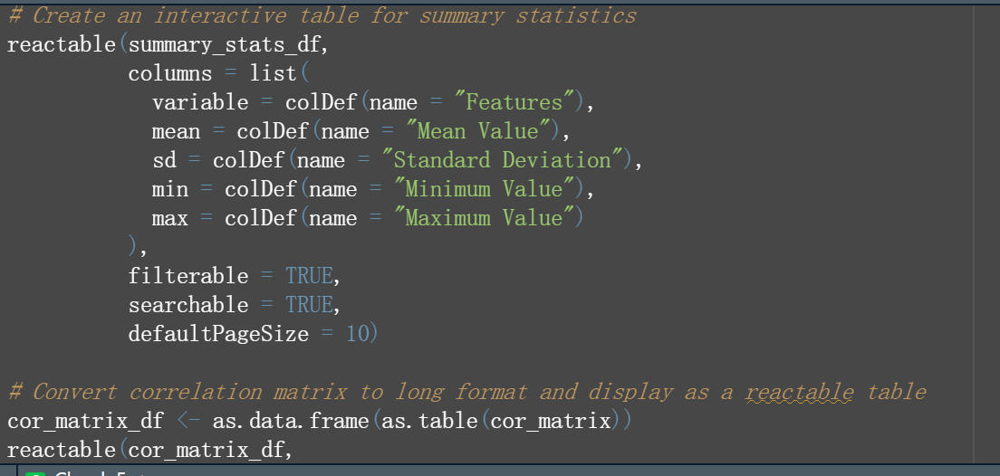 # Create an interactive table for summary statistics
reactable(summary_stats_df,
          columns = list(
            variable = colDef(name = "Features"),
            mean = colDef(name = "Mean Value"),
            sd = colDef(name = "Standard Deviation"),
            min = colDef(name = "Minimum Value"),
            max = colDef(name = "Maximum Value")
          ),
          filterable = TRUE,
          searchable = TRUE,
          defaultPageSize = 10)

# Convert correlation matrix to long format and display as a reactable table
cor_matrix_df <- as.data.frame(as.table(cor_matrix))
reactable(cor_matrix_df,